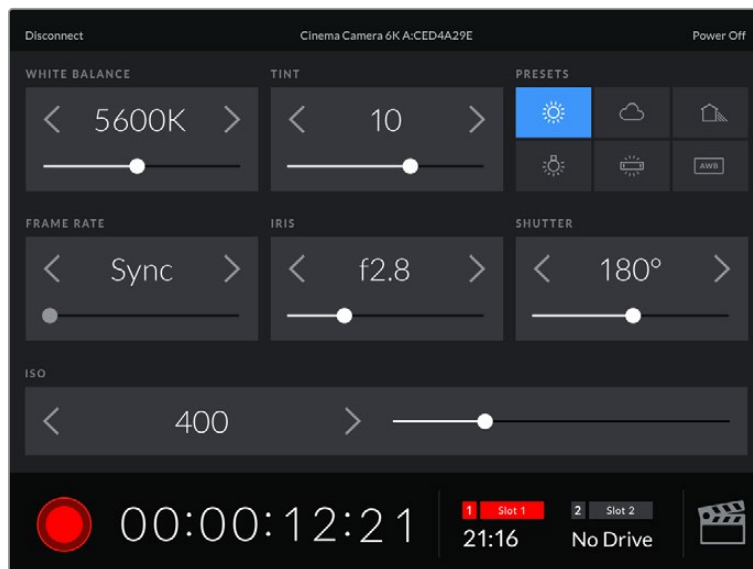 Disconnect
Cinema Camera 6K A:CED4A29E
Power Off
WHITE BALANCE
5600K
TINT
10
PRESETS
AWB
FRAME RATE
Sync
IRIS
f2.8
SHUTTER
180°
ISO
400
00:00:12:21
1 Slot 1
21:16
2 Slot 2
No Drive